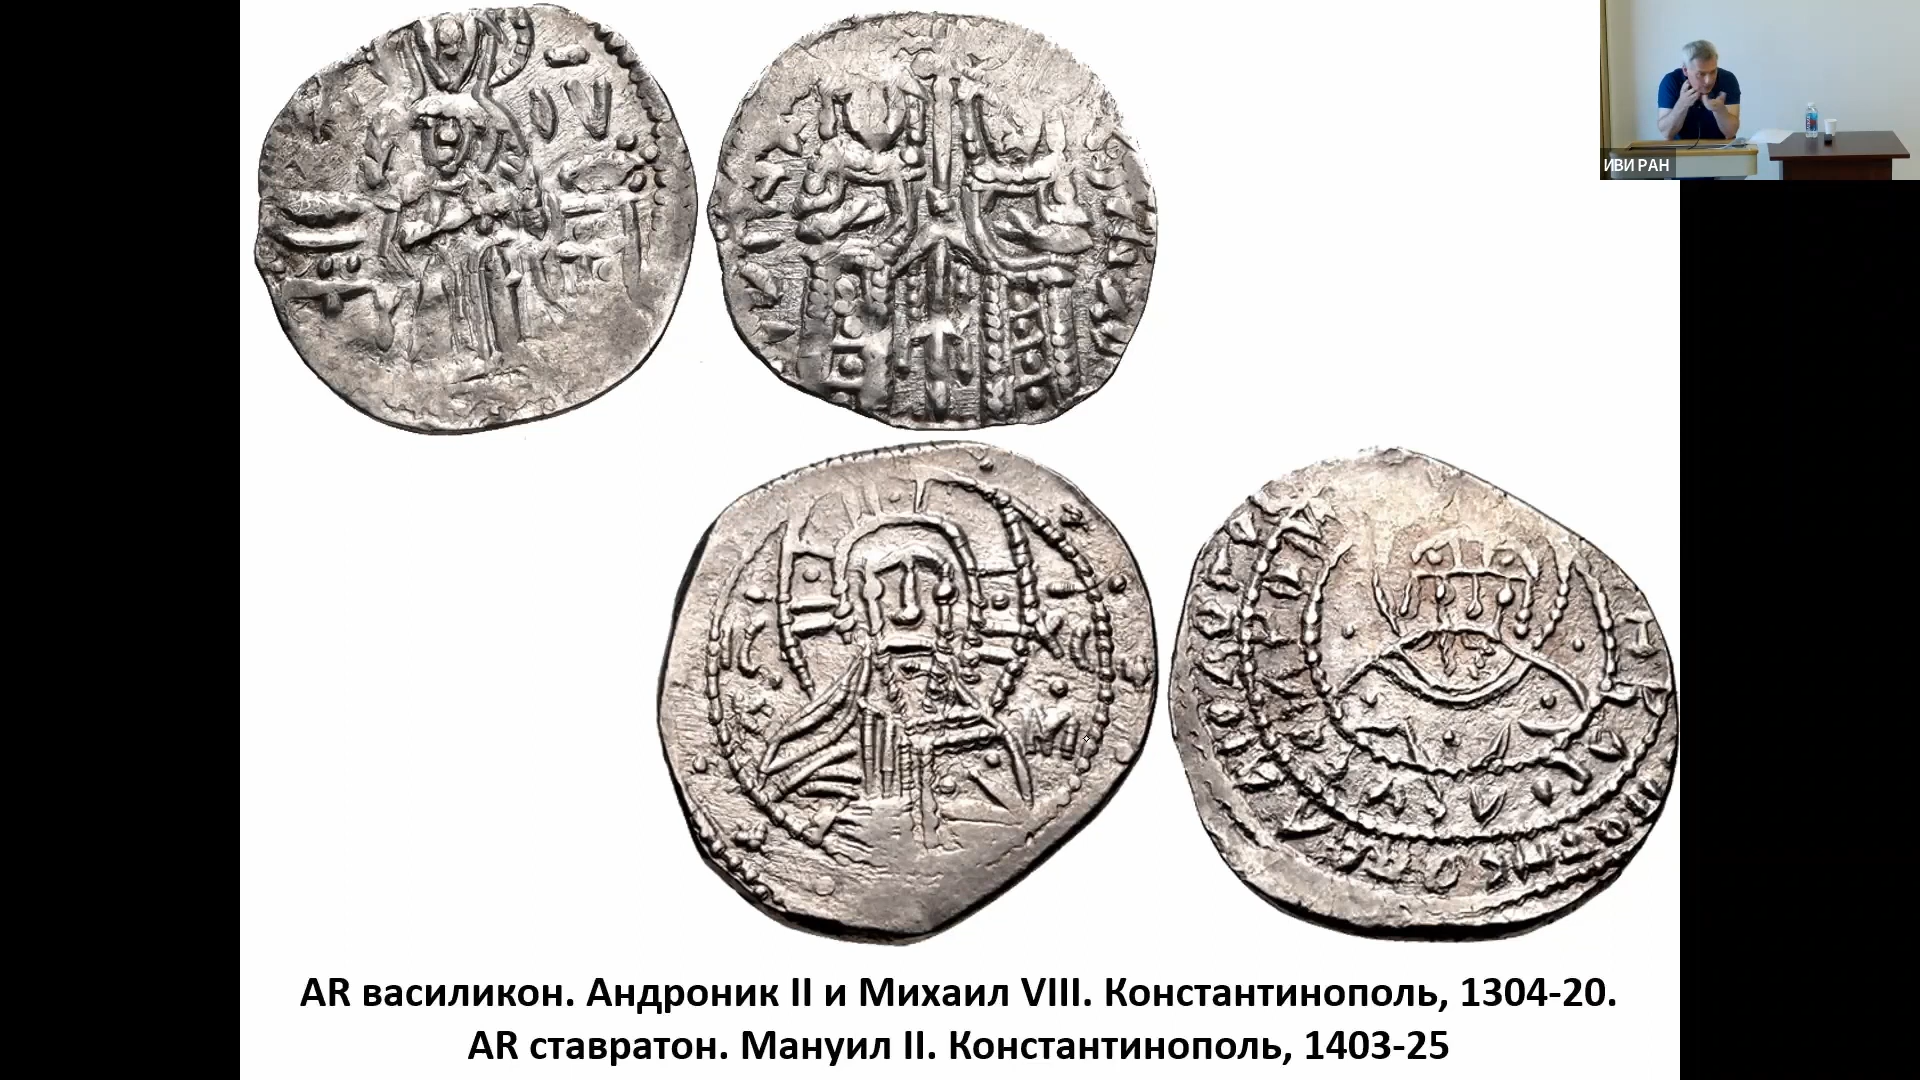 ИВИ РАН
AR василикон. Андроник II и Михаил VIII. Константинополь, 1304-20.
AR ставратон. Мануил II. Константинополь, 1403-25